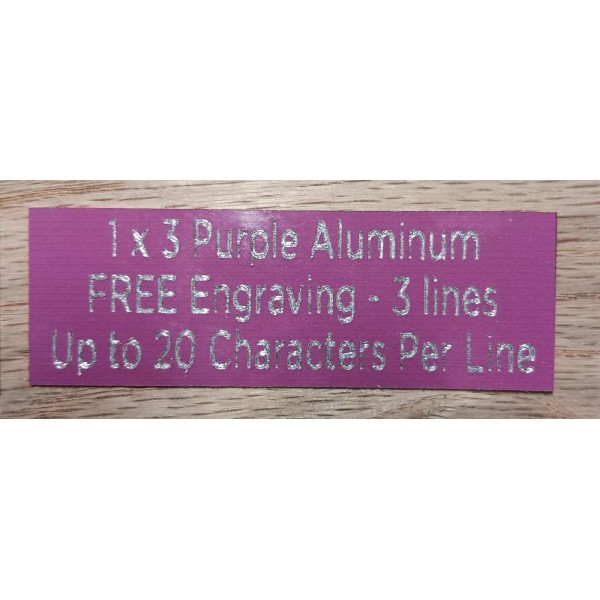 1 x 3 Purple Aluminum
FREE Engraving - 3 lines
Up to 20 Characters Per Line